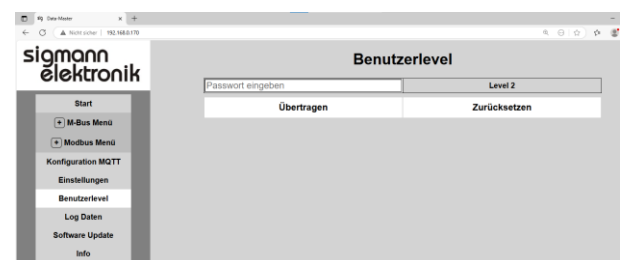 Data-Master
Nicht sicher | 192.168.0.170
sigmann
elektronik
Benutzerlevel
Passwort eingeben
Level 2
Übertragen
Zurücksetzen
Start
+ M-Bus Menü
+ Modbus Menü
Konfiguration MQTT
Einstellungen
Benutzerlevel
Log Daten
Software Update
Info